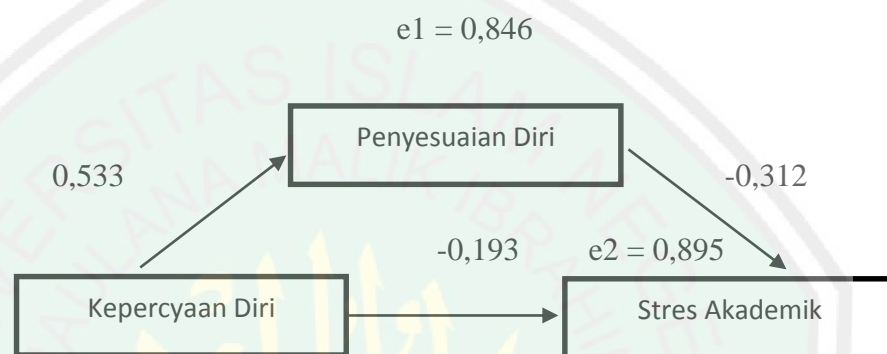 e1 = 0,846
Penyesuaian Diri
0,533
-0,312
-0,193
e2 = 0,895
Kepercyaan Diri
Stres Akademik